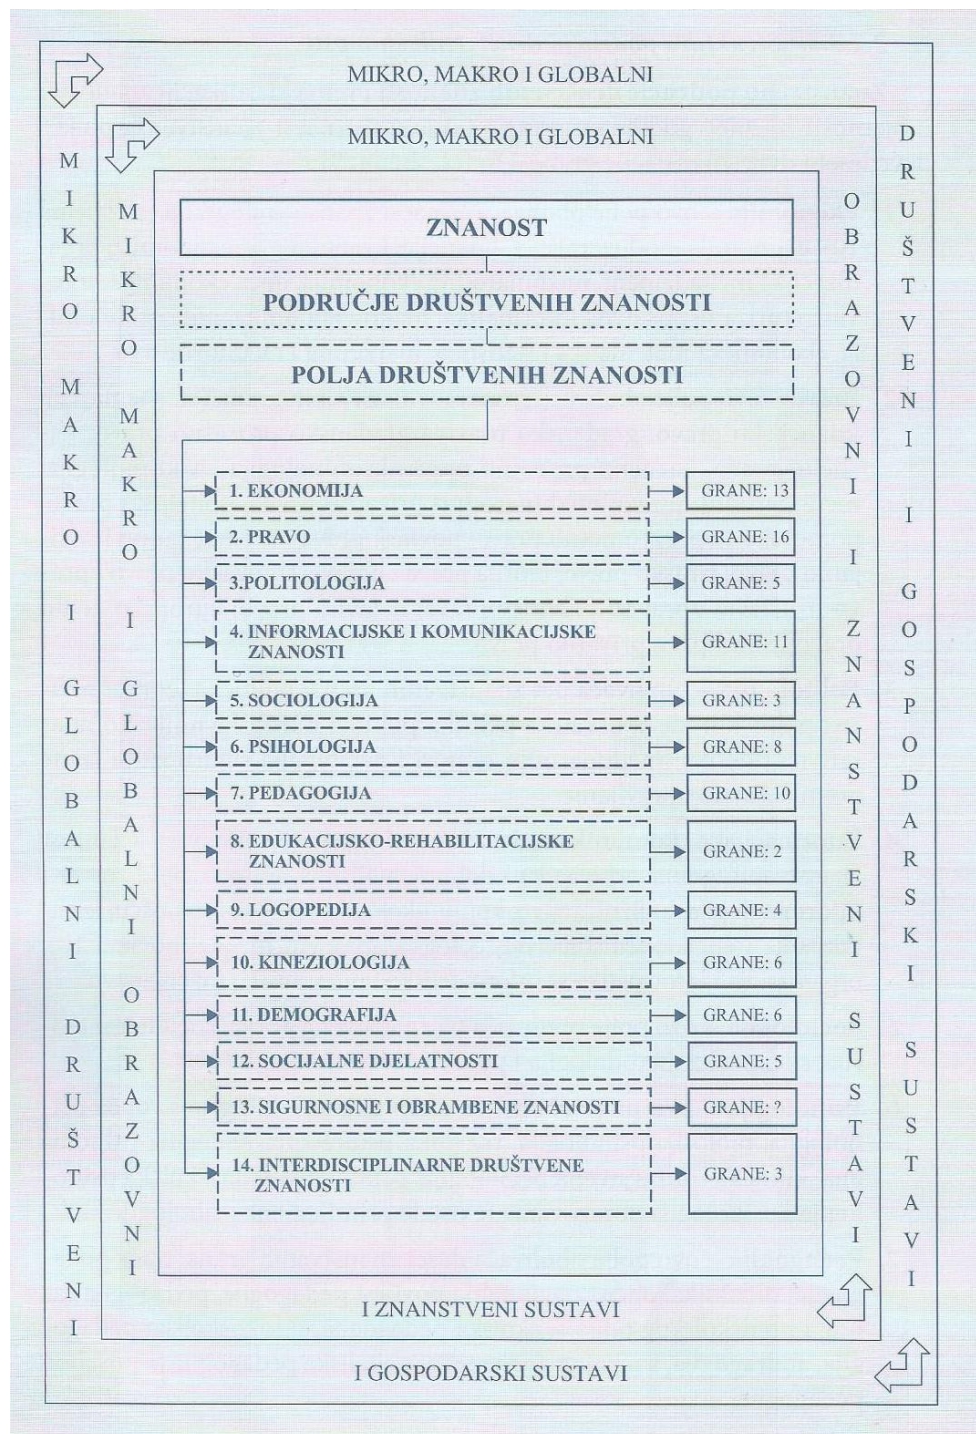 MIKRO, MAKRO I GLOBALNI
MIKRO, MAKRO I GLOBALNI
MIKRO MAKRO I GLOBALNI DRUŠTVENI
MIKRO MAKRO I GLOBALNI OBRAZOVNI
ZNANOST
PODRUČJE DRUŠTVENIH ZNANOSTI
POLJA DRUŠTVENIH ZNANOSTI
1. EKONOMIJA
GRANE: 13
2. PRAVO
GRANE: 16
3.POLITOLOGIJA
GRANE: 5
4. INFORMACIJSKE I KOMUNIKACIJSKE
ZNANOSTI
GRANE: 11
5. SOCIOLOGIJA
GRANE: 3
6. PSIHOLOGIJA
GRANE: 8
7. PEDAGOGIJA
GRANE: 10
8. EDUKACIJSKO-REHABILITACIJSKE
ZNANOSTI
GRANE: 2
9. LOGOPEDIJA
GRANE: 4
10. KINEZIOLOGIJA
GRANE: 6
11. DEMOGRAFIJA
GRANE: 6
12. SOCIJALNE DJELATNOSTI
GRANE: 5
13. SIGURNOSNE I OBRAMBENE ZNANOSTI
GRANE: ?
14. INTERDISCIPLINARNE DRUŠTVENE
ZNANOSTI
GRANE: 3
OBRAZOVNI I ZNANSTVENI SUSTAVI
DRUŠTVENI I GOSPODARSKI SUSTAVI
I ZNANSTVENI SUSTAVI
I GOSPODARSKI SUSTAVI